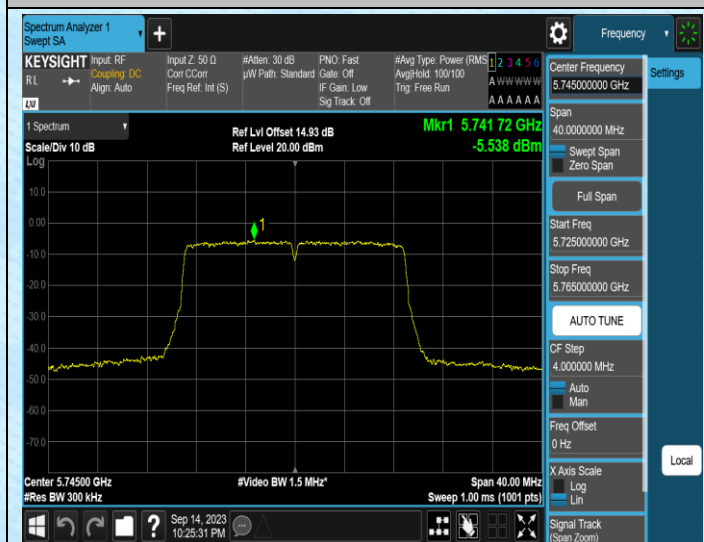 Spectrum Analyzer 1
Swept SA
+
Frequency
KEYSIGHT
RL
LXI
Input: RF
Coupling: DC
Align: Auto
Input Z: 50 Ω
Corr CCorr
Freq Ref: Int (S)
#Atten: 30 dB
µW Path: Standard
PNO: Fast
Gate: Off
IF Gain: Low
Sig Track: Off
#Avg Type: Power (RMS
Avg|Hold: 100/100
Trig: Free Run
1 2 3 4 5 6
A W W W W W
A A A A A A
1 Spectrum
Scale/Div 10 dB
Log
Ref Lvl Offset 14.93 dB
Ref Level 20.00 dBm
Mkr1 5.741 72 GHz
-5.538 dBm
10.0
0.00
-10.0
-20.0
-30.0
-40.0
-50.0
-60.0
-70.0
1
Center 5.74500 GHz
#Res BW 300 kHz
#Video BW 1.5 MHz*
Span 40.00 MHz
Sweep 1.00 ms (1001 pts)
?
Sep 14, 2023
10:25:31 PM
Center Frequency
5.745000000 GHz
Settings
Span
40.0000000 MHz
Swept Span
Zero Span
Full Span
Start Freq
5.725000000 GHz
Stop Freq
5.765000000 GHz
AUTO TUNE
CF Step
4.000000 MHz
Auto
Man
Freq Offset
0 Hz
X Axis Scale
Log
Lin
Local
Signal Track
(Span Zoom)